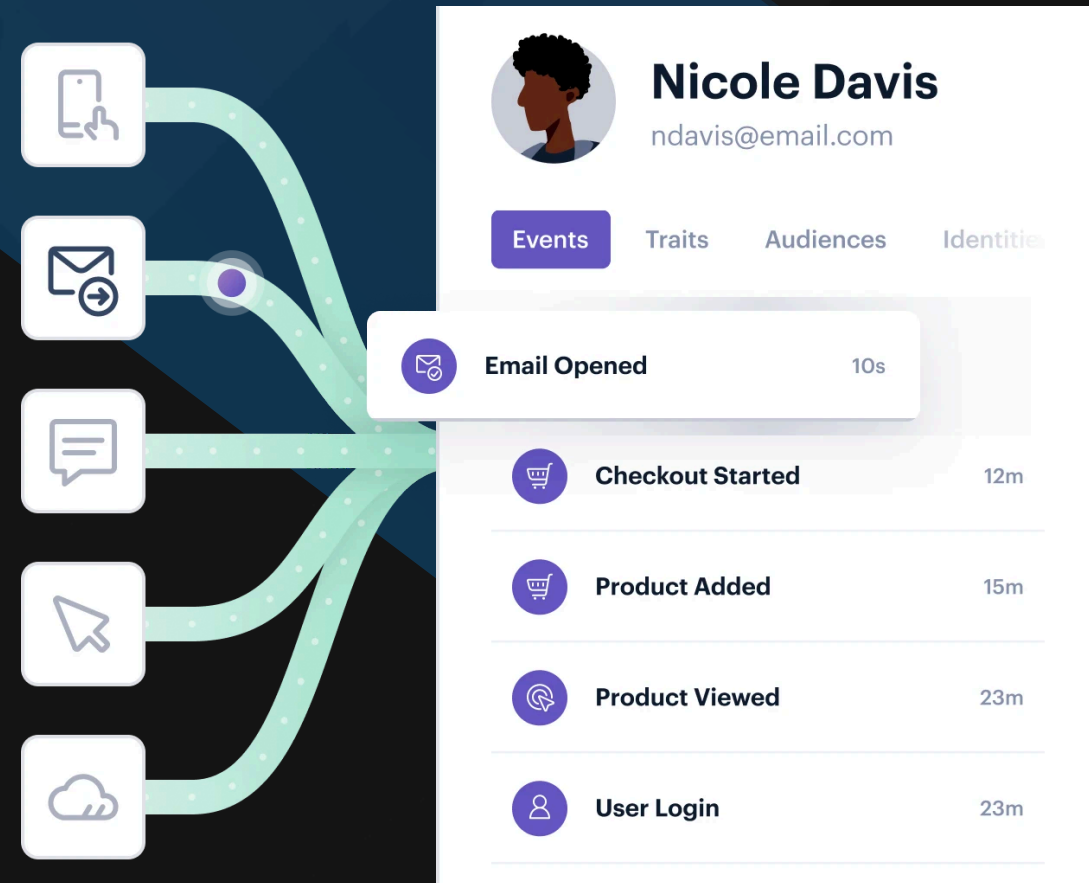 Nicole Davis
ndavis@email.com
Events Traits Audiences Identitie
Email Opened 10s
Checkout Started 12m
Product Added 15m
Product Viewed 23m
User Login 23m